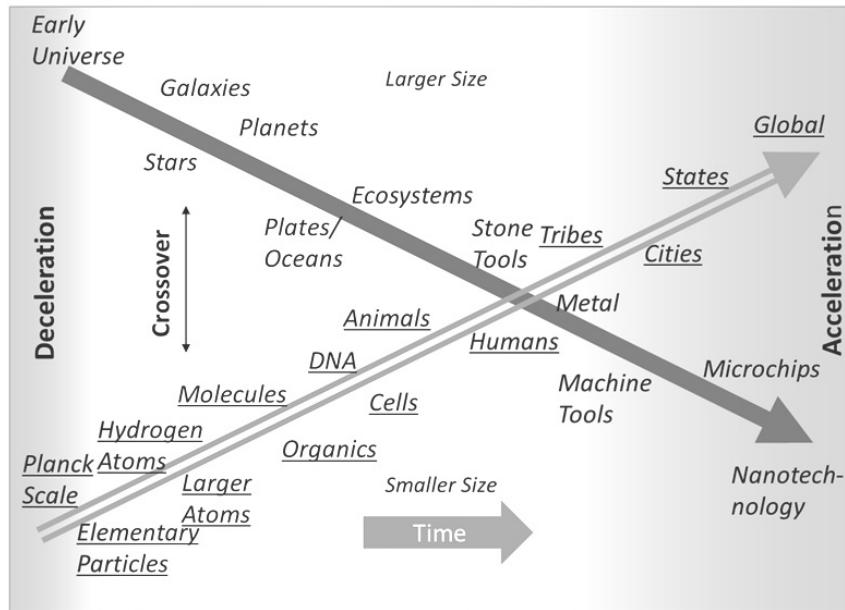 Early
Universe
Galaxies
Larger Size
Planets
Global
Stars
States
Ecosystems
Deceleration
Crossover
Plates/
Oceans
Stone
Tools
Tribes
Cities
Acceleration
Animals
Metal
Humans
DNA
Molecules
Cells
Machine
Tools
Microchips
Hydrogen
Atoms
Organics
Planck
Scale
Larger
Atoms
Smaller Size
Nanotech-
nology
Elementary
Particles
Time